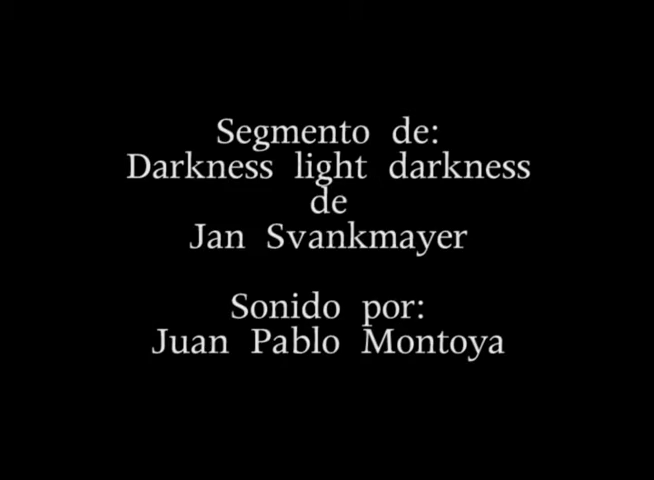 Segmento de:
Darkness light darkness
de
Jan Svankmayer
Sonido por:
Juan Pablo Montoya